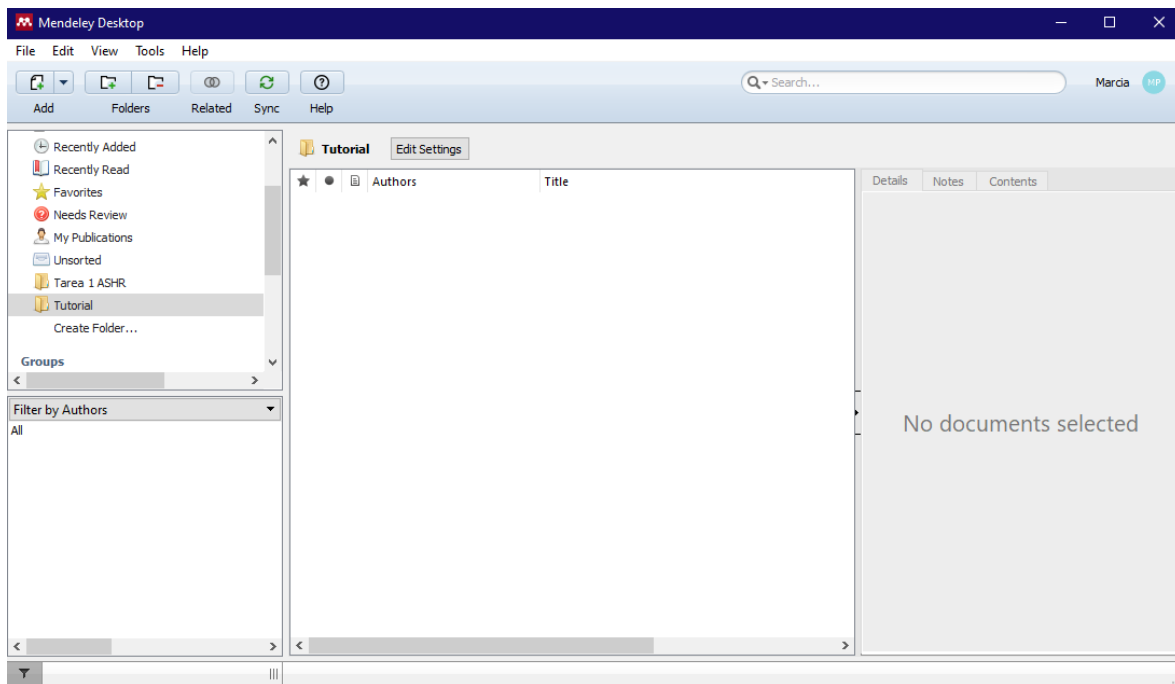 Mendeley Desktop
File Edit View Tools Help
Search...
Marcia MP
Add Folders Related Sync Help
Recently Added
Recently Read
Favorites
Needs Review
My Publications
Unsorted
Tarea 1 ASHR
Tutorial
Create Folder...
Groups
Filter by Authors
All
Tutorial Edit Settings
Authors Title
Details Notes Contents
No documents selected